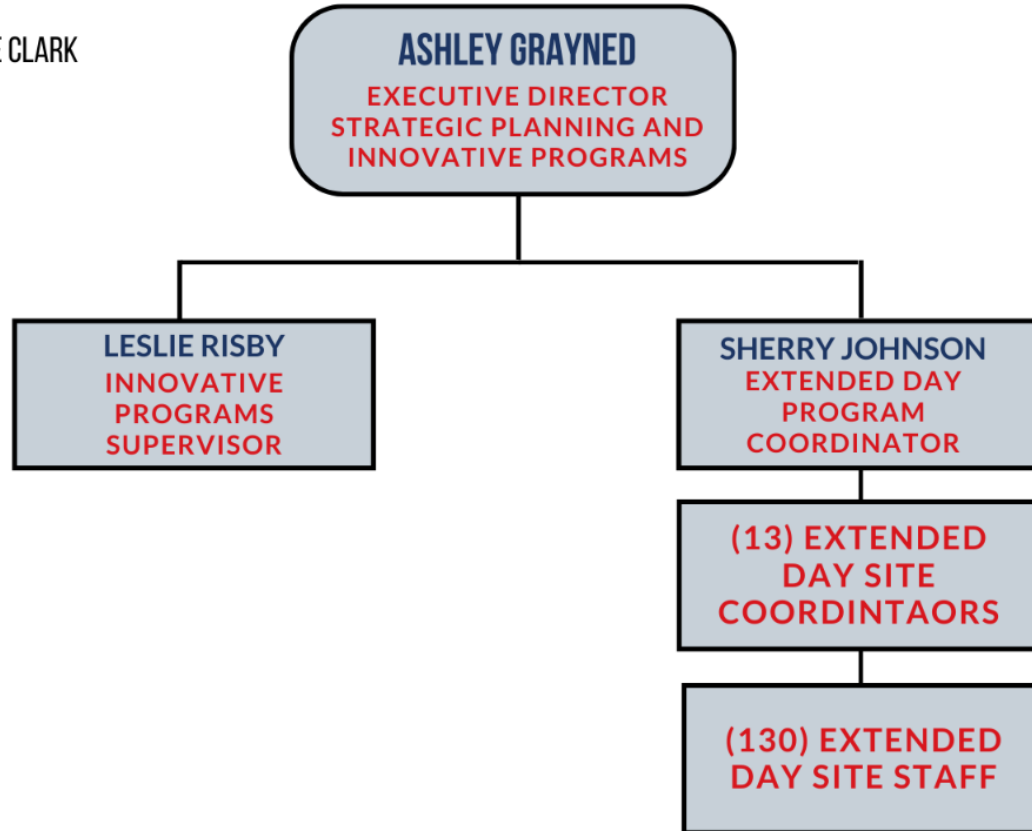 CLARK
ASHLEY GRAYNED
EXECUTIVE DIRECTOR
STRATEGIC PLANNING AND
INNOVATIVE PROGRAMS
LESLIE RISBY
INNOVATIVE
PROGRAMS
SUPERVISOR
SHERRY JOHNSON
EXTENDED DAY
PROGRAM
COORDINATOR
(13) EXTENDED
DAY SITE
COORDINTAORS
(130) EXTENDED
DAY SITE STAFF